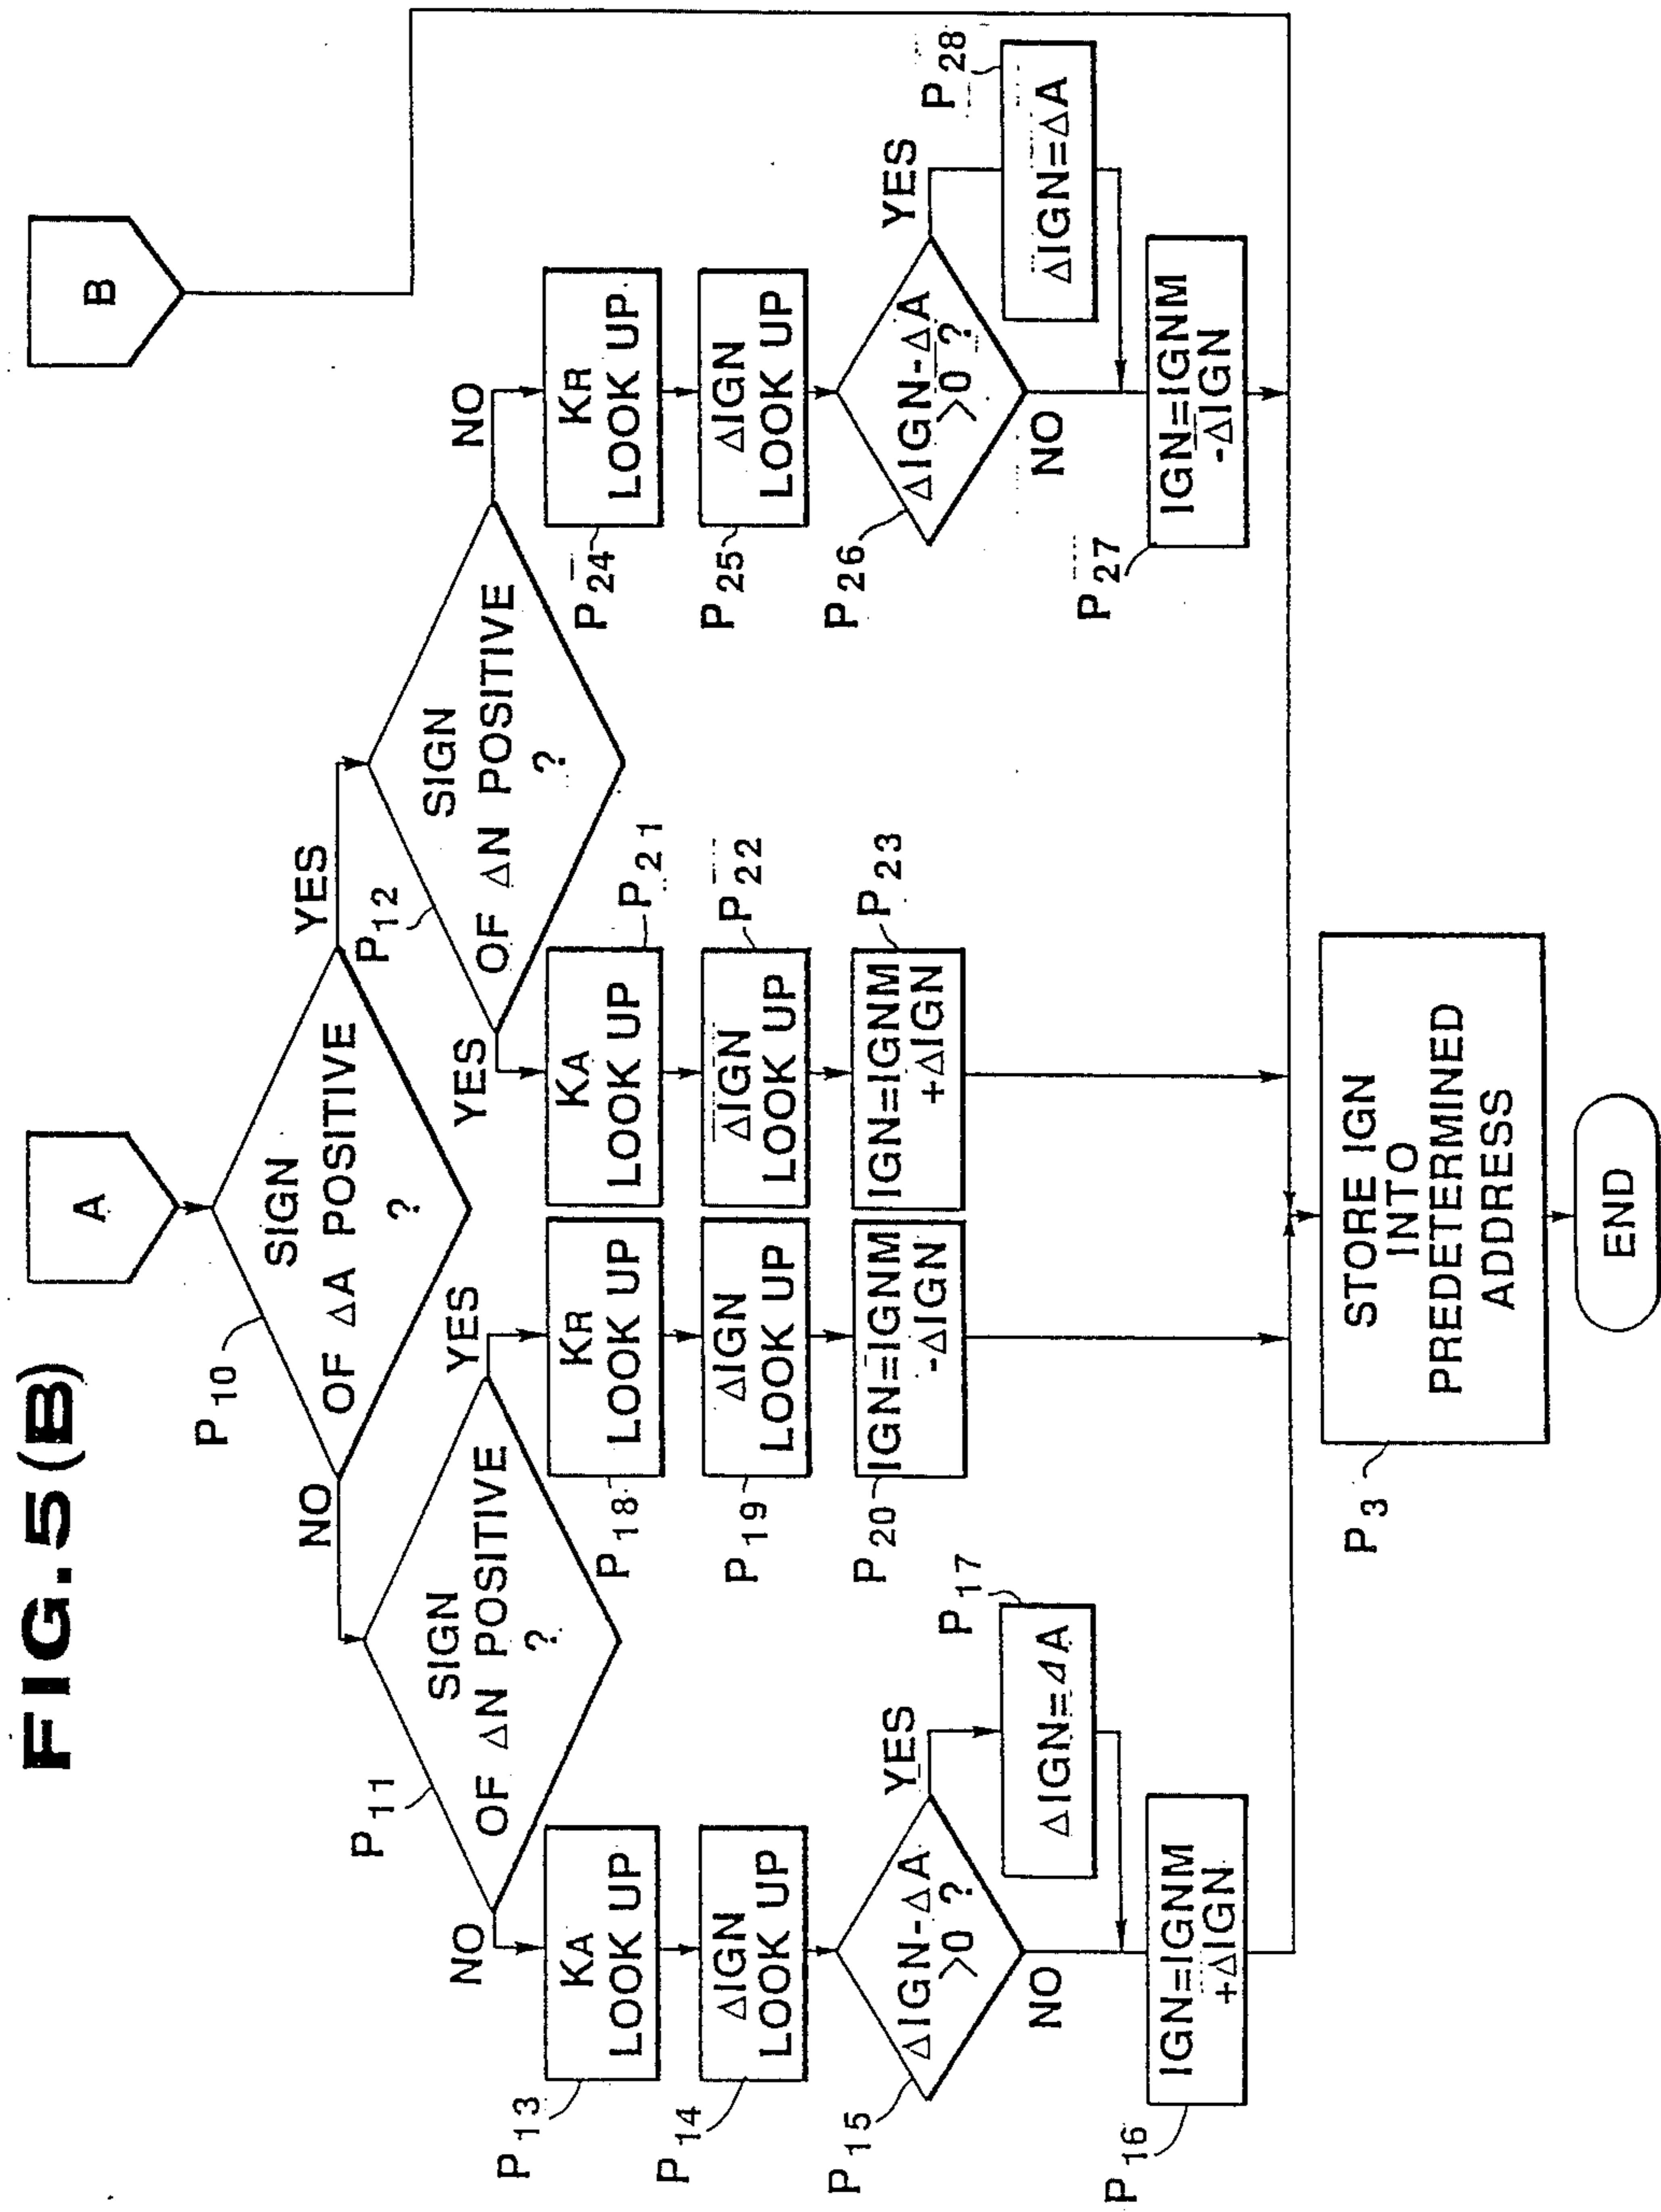 FIG.5(B)
A
B
P10
SIGN
OF ΔA POSITIVE
?
NO
YES
P11
SIGN
OF ΔN POSITIVE
?
NO
YES
P12
SIGN
OF ΔN POSITIVE
?
YES
NO
P13
KA
LOOK UP
P14
ΔIGN
LOOK UP
P15
ΔIGN-ΔA
>0 ?
YES
NO
P17
ΔIGN=ΔA
P16
IGN=IGNM
+ΔIGN
P18
KR
LOOK UP
P19
ΔIGN
LOOK UP
P20
IGN=IGNM
-ΔIGN
P21
KA
LOOK UP
P22
ΔIGN
LOOK UP
P23
IGN=IGNM
+ΔIGN
P24
KR
LOOK UP
P25
ΔIGN
LOOK UP
P26
ΔIGN-ΔA
>0 ?
YES
NO
P28
ΔIGN=ΔA
P27
IGN=IGNM
-ΔIGN
P3
STORE IGN
INTO
PREDETERMINED
ADDRESS
END